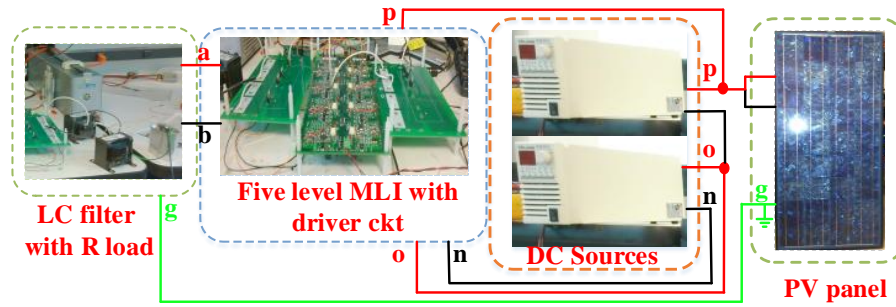 p
a
p
b
o
n
g
Five level MLI with
driver ckt
LC filter
with R load
g
o
n
DC Sources
PV panel